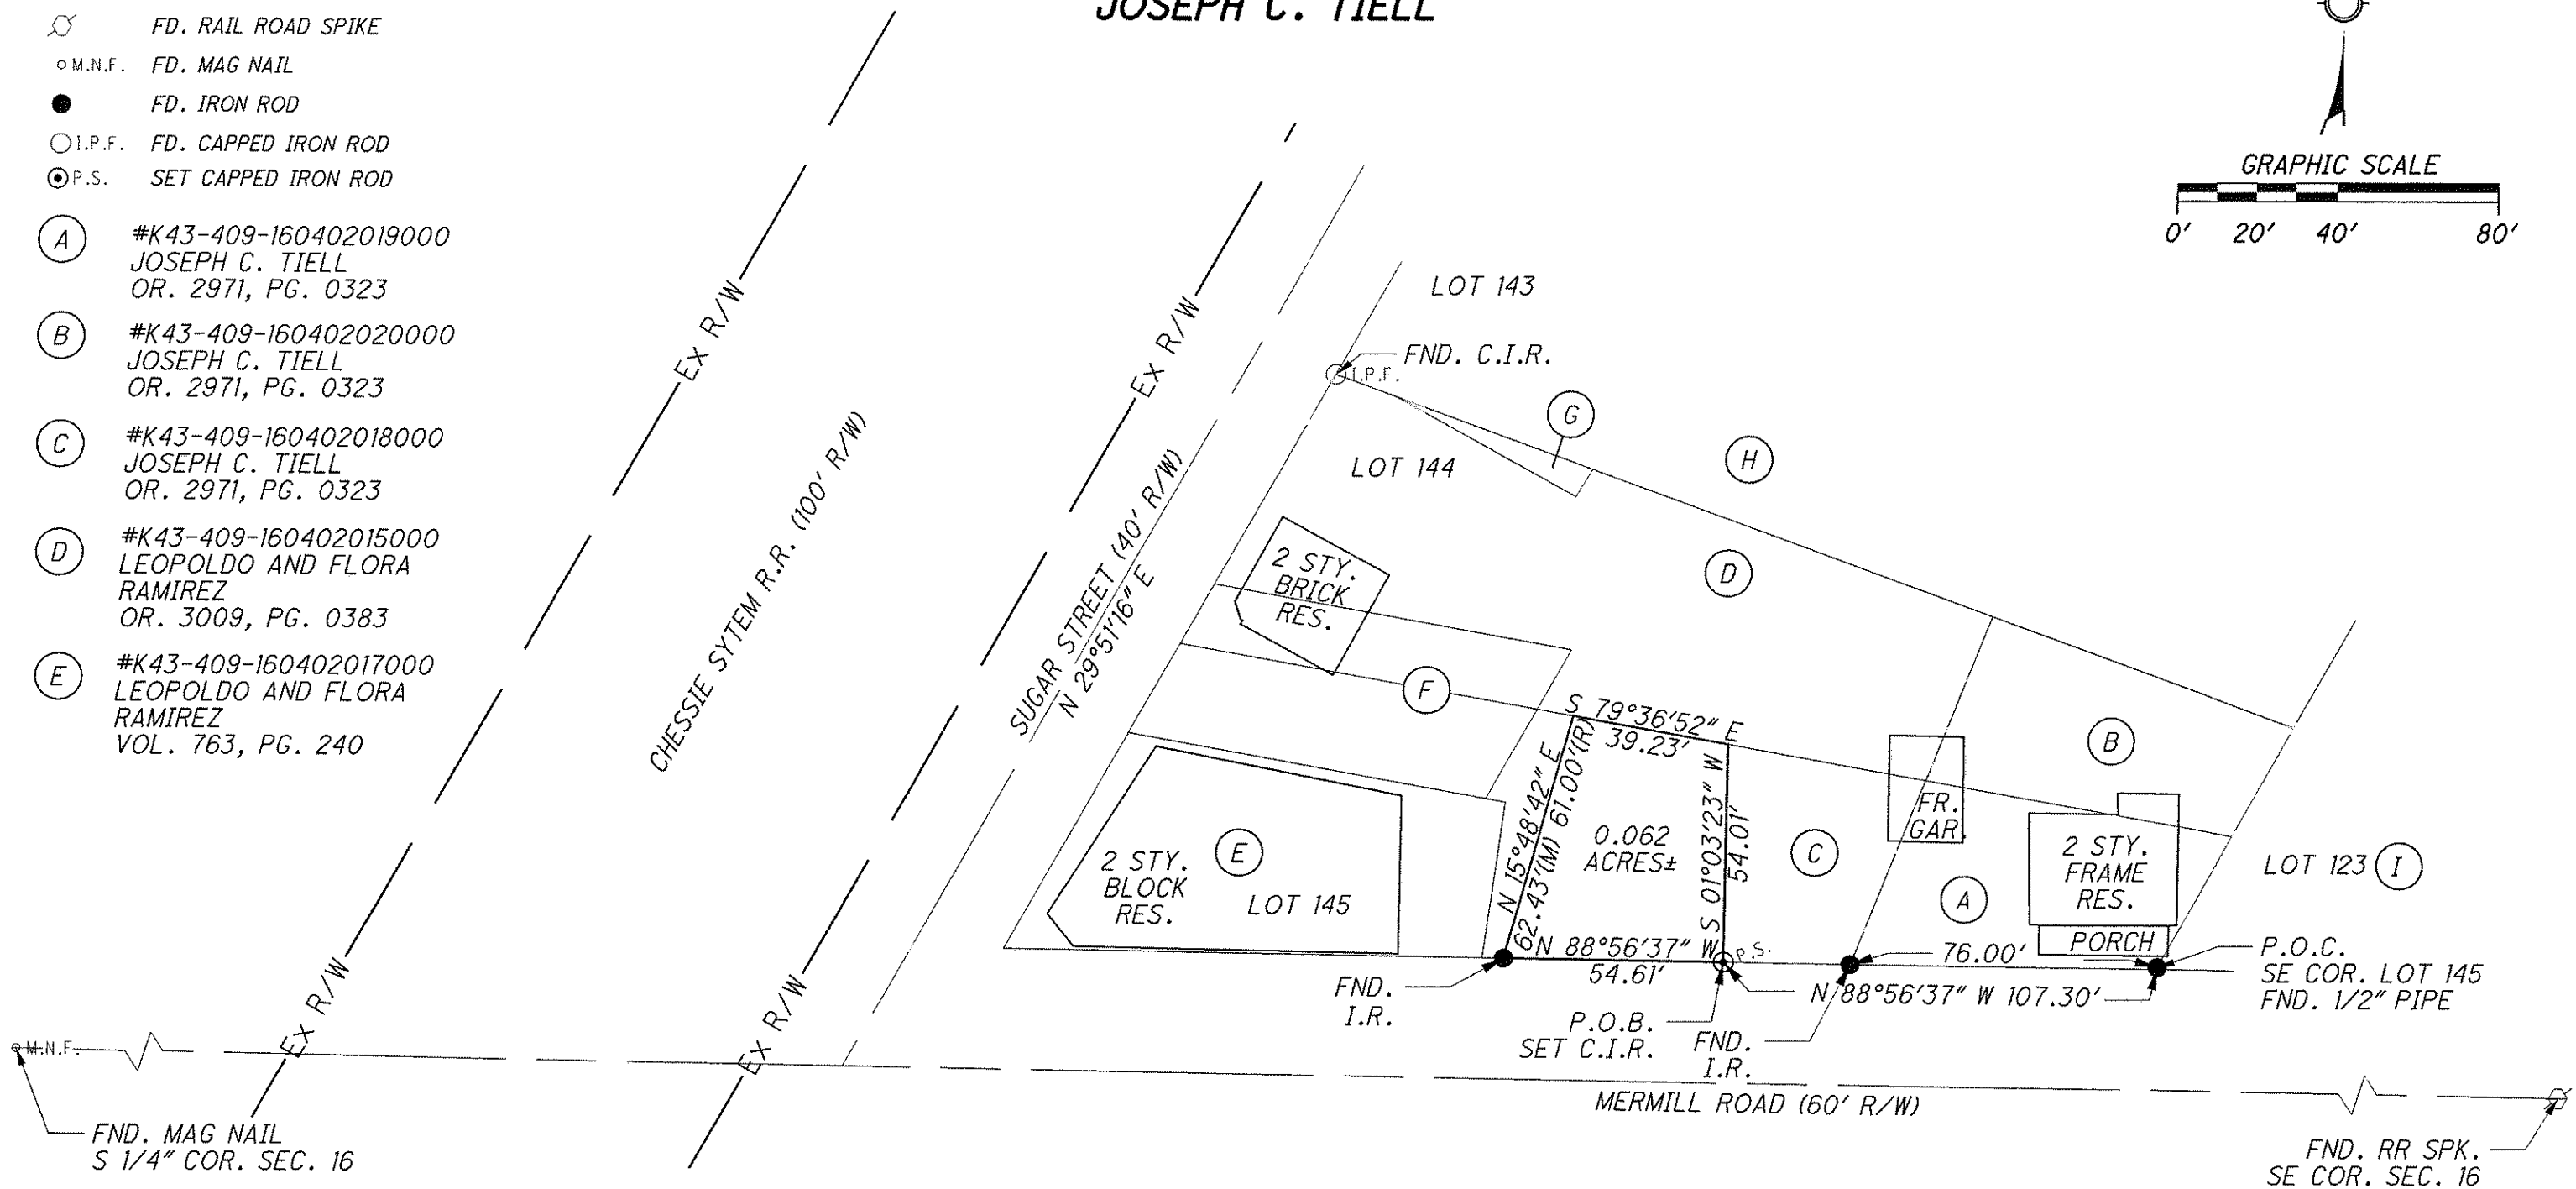 JOSEPH C. TIELL
FD. RAIL ROAD SPIKE
M.N.F. FD. MAG NAIL
FD. IRON ROD
I.P.F. FD. CAPPED IRON ROD
P.S. SET CAPPED IRON ROD
A #K43-409-160402019000
JOSEPH C. TIELL
OR. 2971, PG. 0323
B #K43-409-160402020000
JOSEPH C. TIELL
OR. 2971, PG. 0323
C #K43-409-160402018000
JOSEPH C. TIELL
OR. 2971, PG. 0323
D #K43-409-160402015000
LEOPOLDO AND FLORA
RAMIREZ
OR. 3009, PG. 0383
E #K43-409-160402017000
LEOPOLDO AND FLORA
RAMIREZ
VOL. 763, PG. 240
GRAPHIC SCALE
0' 20' 40' 80'
EX R/W
EX R/W
EX R/W
EX R/W
CHESSIE SYTEM R.R. (100' R/W)
SUGAR STREET (40' R/W)
N 29°51'16" E
LOT 143
FND. C.I.R.
I.P.F.
G
H
LOT 144
D
2 STY.
BRICK
RES.
F
S 79°36'52" E
39.23'
N 15°48'42" E
62.43'(M) 61.00'(R)
0.062
ACRES±
S 01°03'23" W
54.01'
C
FR.
GAR.
B
A
2 STY.
FRAME
RES.
PORCH
LOT 123 I
2 STY.
BLOCK
RES.
E
LOT 145
N 88°56'37" W
54.61'
P.S.
76.00'
N 88°56'37" W 107.30'
P.O.C.
SE COR. LOT 145
FND. 1/2" PIPE
FND.
I.R.
P.O.B.
SET C.I.R.
FND.
I.R.
M.N.F.
MERMILL ROAD (60' R/W)
FND. MAG NAIL
S 1/4" COR. SEC. 16
FND. RR SPK.
SE COR. SEC. 16